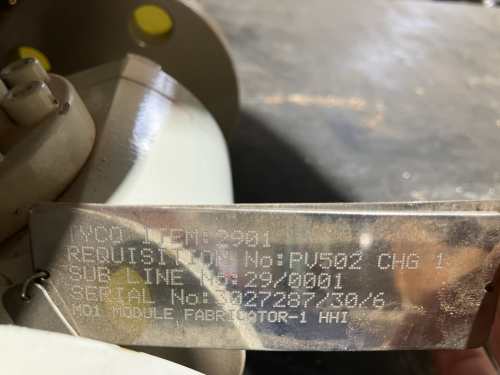 TYCO ITEM:2901
REQUISITION No:PV502 CHG 1
SUB LINE No:29/0001
SERIAL No:3027287/30/6
MO1 MODULE FABRICATOR-1 HHI